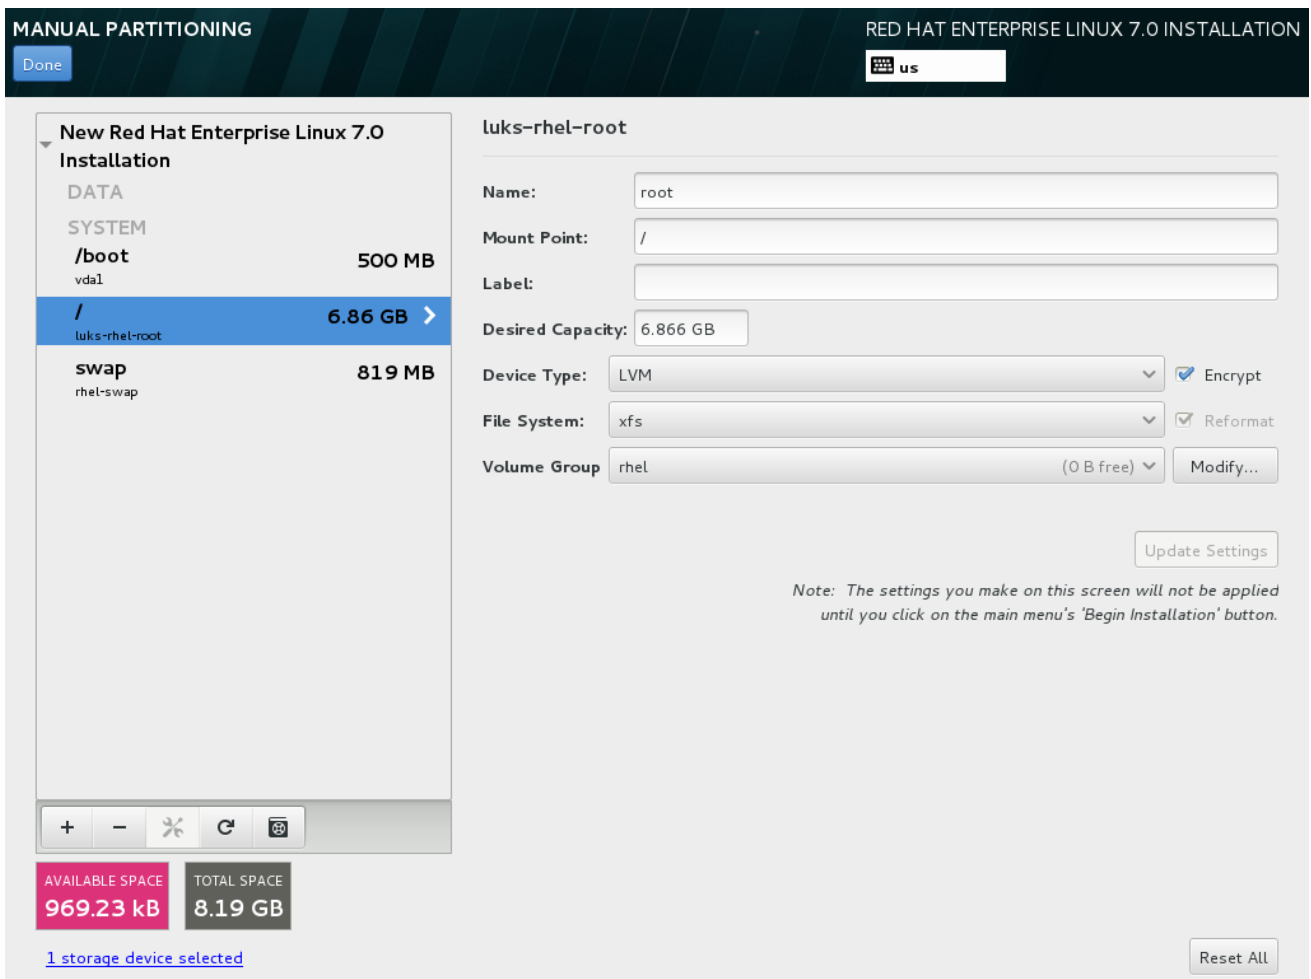 MANUAL PARTITIONING
RED HAT ENTERPRISE LINUX 7.0 INSTALLATION
Done
us
New Red Hat Enterprise Linux 7.0
Installation
DATA
SYSTEM
/boot
500 MB
vda1
/
6.86 GB
luks-rhel-root
swap
819 MB
rhel-swap
AVAILABLE SPACE
969.23 kB
TOTAL SPACE
8.19 GB
1 storage device selected
luks-rhel-root
Name: root
Mount Point: /
Label:
Desired Capacity: 6.866 GB
Device Type: LVM Encrypt
File System: xfs Reformat
Volume Group rhel (0 B free) Modify...
Update Settings
Note: The settings you make on this screen will not be applied
until you click on the main menu's 'Begin Installation' button.
Reset All